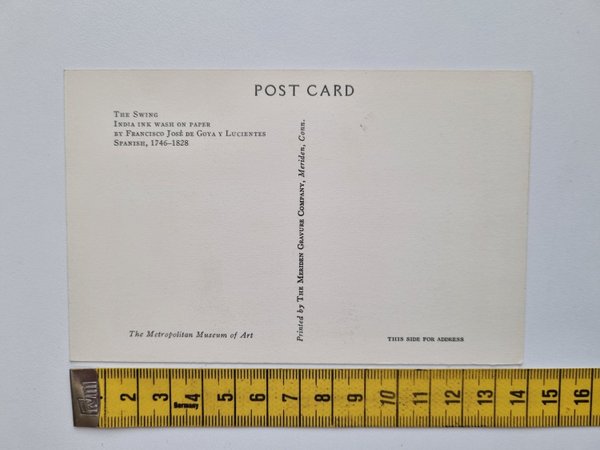 POST CARD
THE SWING
INDIA INK WASH ON PAPER
BY FRANCISCO JOSÉ DE GOYA Y LUCIENTES
SPANISH, 1746–1828
Printed by THE MERIDEN GRAVURE COMPANY, Meriden, Conn.
The Metropolitan Museum of Art
THIS SIDE FOR ADDRESS
2 3 4 5 6 7 8 9 10 11 12 13 14 15 16
Germany